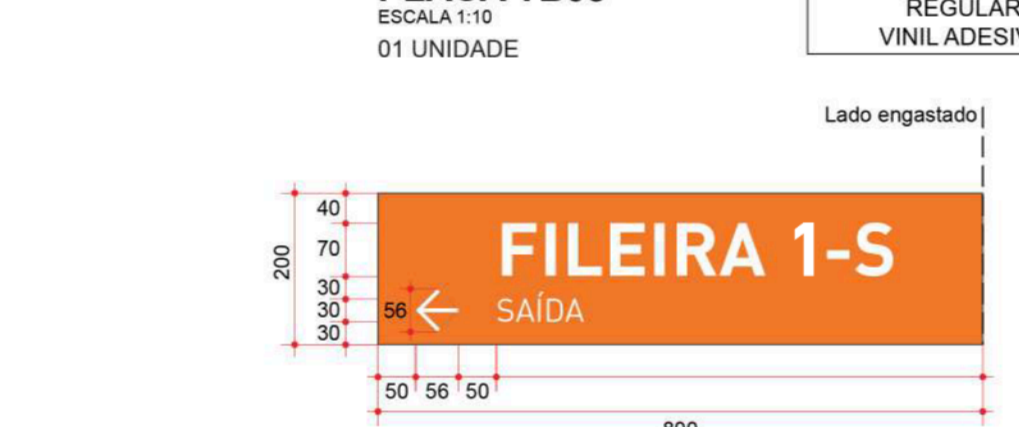 ESCALA 1:10
01 UNIDADE
REGULAR
VINIL ADESIV
Lado engastado
FILEIRA 1-S
SAÍDA
200
40
70
30
30
30
56
50 56 50